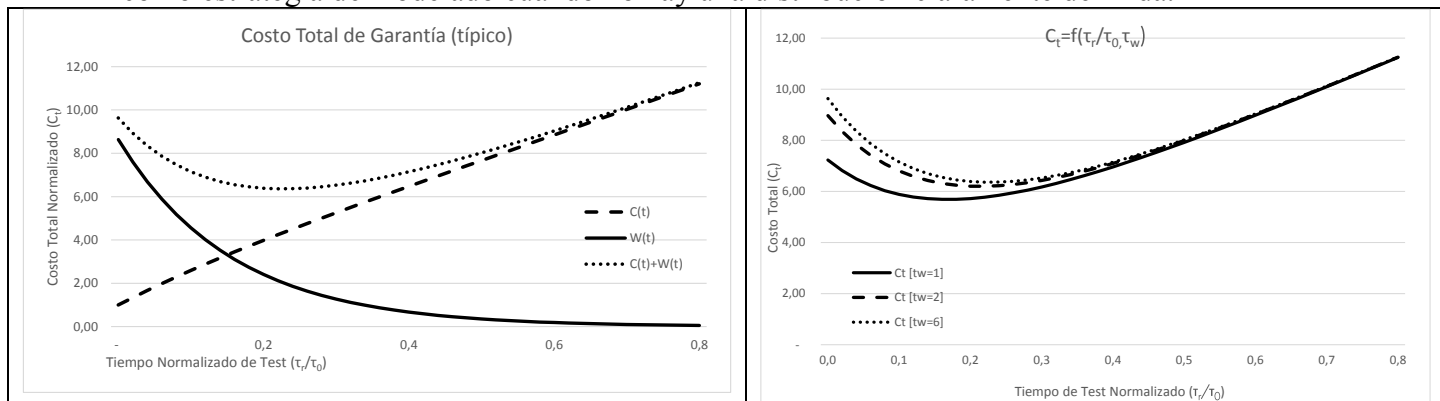 Costo Total de Garantía (típico)
12,00
10,00
8,00
6,00
4,00
2,00
0,00
Costo Total Normalizado (Cₜ)
C(t)
W(t)
C(t)+W(t)
-
0,2
0,4
0,6
0,8
Tiempo Normalizado de Test (τᵣ/τ₀)
Cₜ=f(τᵣ/τ₀,τ_w)
12,00
10,00
8,00
6,00
4,00
2,00
-
Costo Total (Cₜ)
Ct [tw=1]
Ct [tw=2]
Ct [tw=6]
0,0
0,1
0,2
0,3
0,4
0,5
0,6
0,7
0,8
Tiempo de Test Normalizado (τᵣ/τ₀)